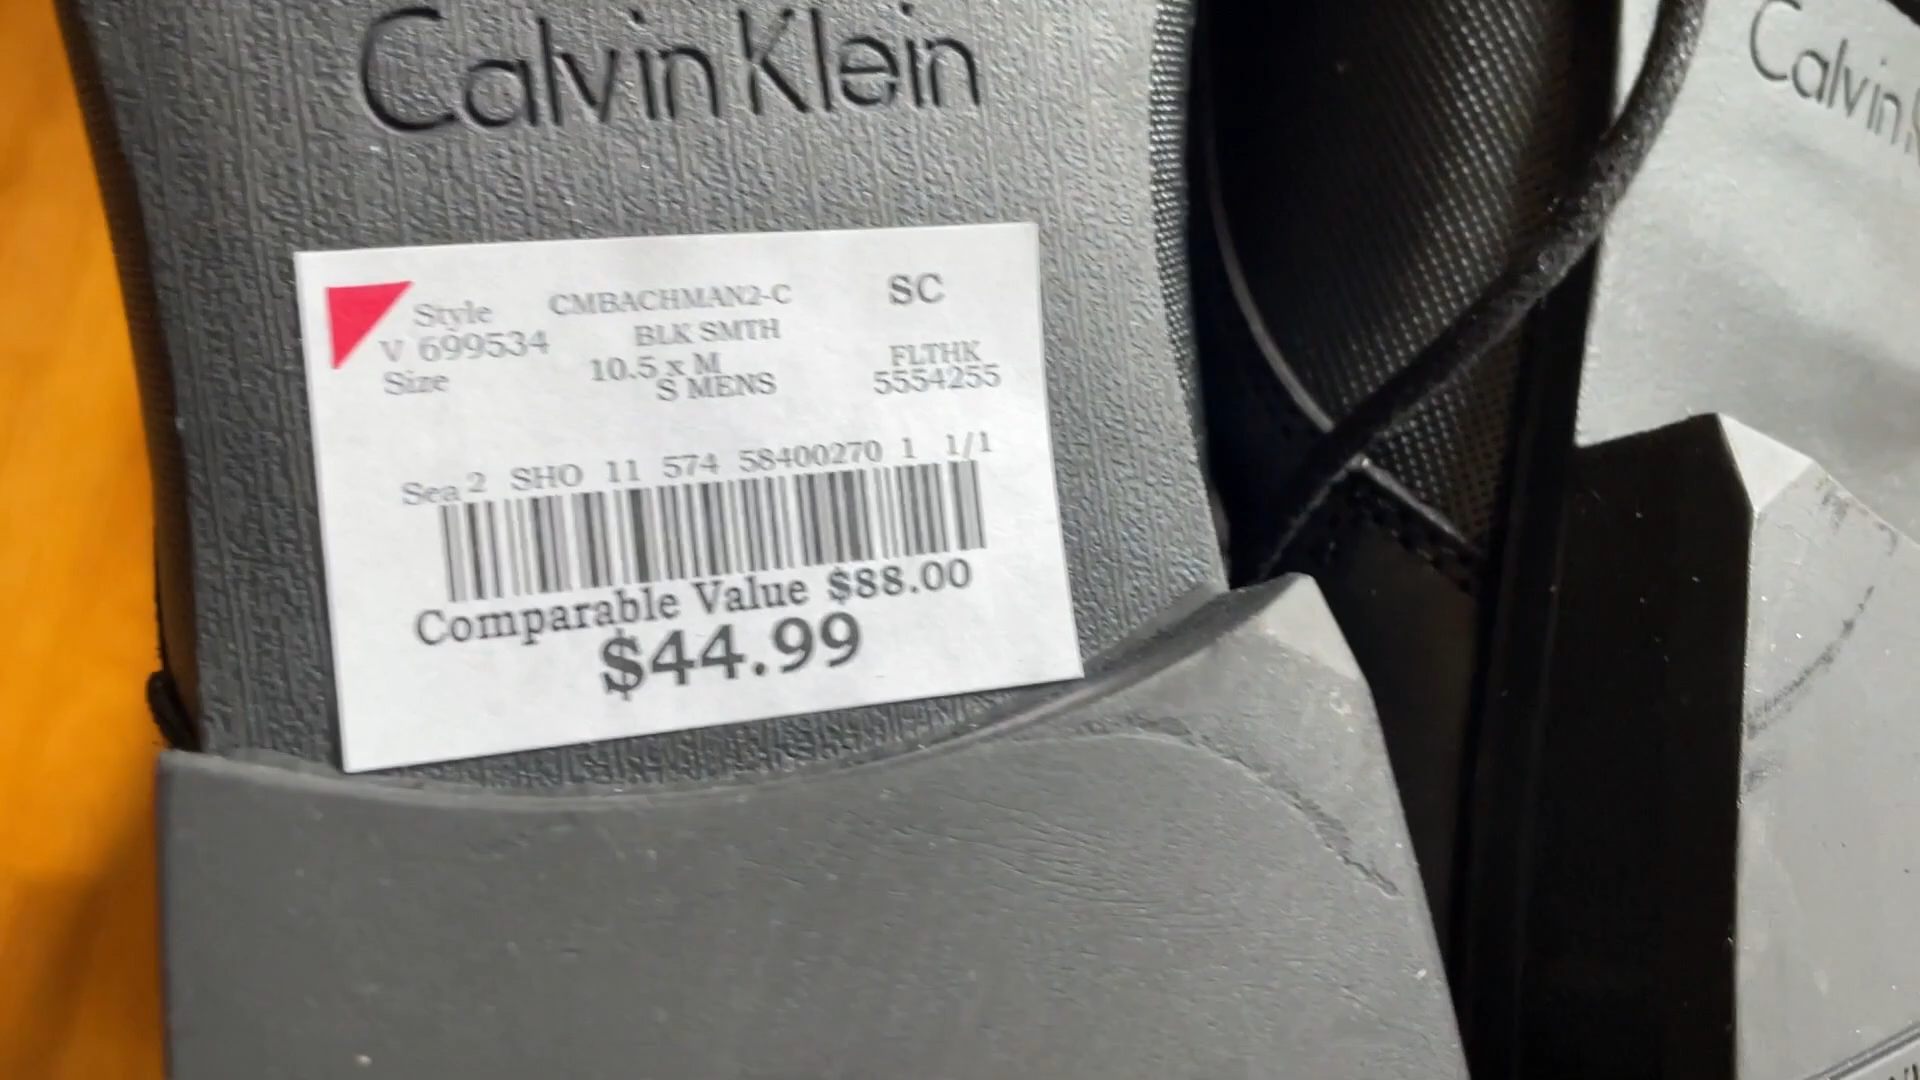 Calvin Klein
Calvin
Style CMBACHMAN2-C SC
V 699534 BLK SMTH FLTHK
Size 10.5 x M 5554255
S MENS
Sea 2 SHO 11 574 58400270 1 1/1
Comparable Value $88.00
$44.99